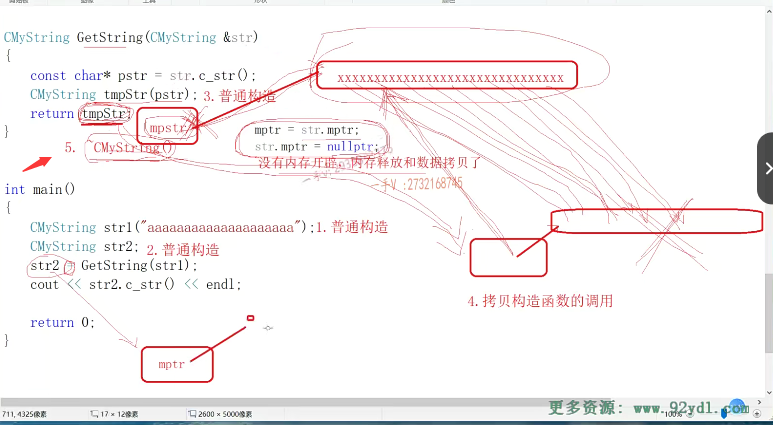 CMyString GetString(CMyString &str)
{
const char* pstr = str.c_str();
CMyString tmpStr(pstr); 3.普通构造
return tmpStr;
}
xxxxxxxxxxxxxxxxxxxxxxxxxxxxxxx
mpstr
mptr = str.mptr;
str.mptr = nullptr;
5. ~CMyString()
没有内存开辟、内存释放和数据拷贝了
一手V :2732168745
int main()
{
CMyString str1("aaaaaaaaaaaaaaaaaaaa"); 1.普通构造
CMyString str2; 2.普通构造
str2 = GetString(str1);
cout << str2.c_str() << endl;
4.拷贝构造函数的调用
return 0;
}
mptr
711, 4325像素
17 × 12像素
2600 × 5000像素
100%
更多资源: www.92ydl.com